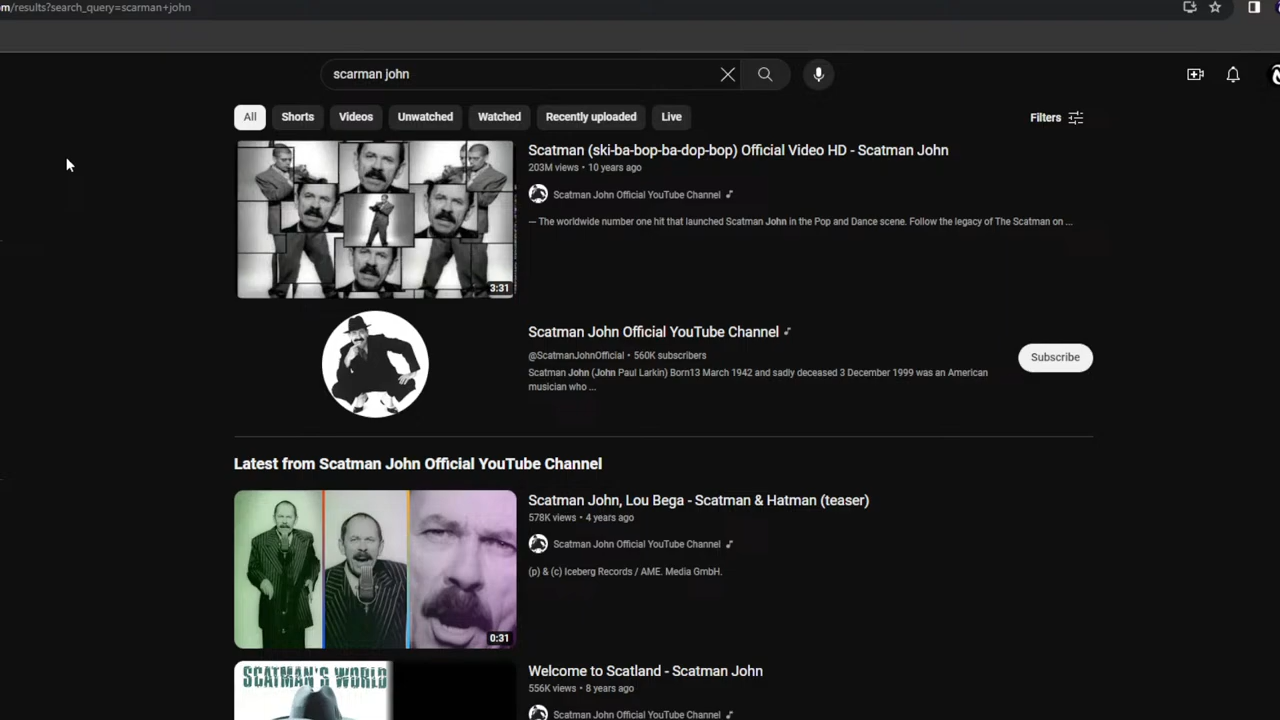 m/results?search_query=scarman+john
scarman john
All
Shorts
Videos
Unwatched
Watched
Recently uploaded
Live
Filters
Scatman (ski-ba-bop-ba-dop-bop) Official Video HD - Scatman John
203M views • 10 years ago
Scatman John Official YouTube Channel
— The worldwide number one hit that launched Scatman John in the Pop and Dance scene. Follow the legacy of The Scatman on ...
3:31
Scatman John Official YouTube Channel
@ScatmanJohnOfficial • 560K subscribers
Scatman John (John Paul Larkin) Born13 March 1942 and sadly deceased 3 December 1999 was an American
musician who ...
Subscribe
Latest from Scatman John Official YouTube Channel
Scatman John, Lou Bega - Scatman & Hatman (teaser)
578K views • 4 years ago
Scatman John Official YouTube Channel
(p) & (c) Iceberg Records / AME. Media GmbH.
0:31
SCATMAN'S WORLD
Welcome to Scatland - Scatman John
556K views • 8 years ago
Scatman John Official YouTube Channel